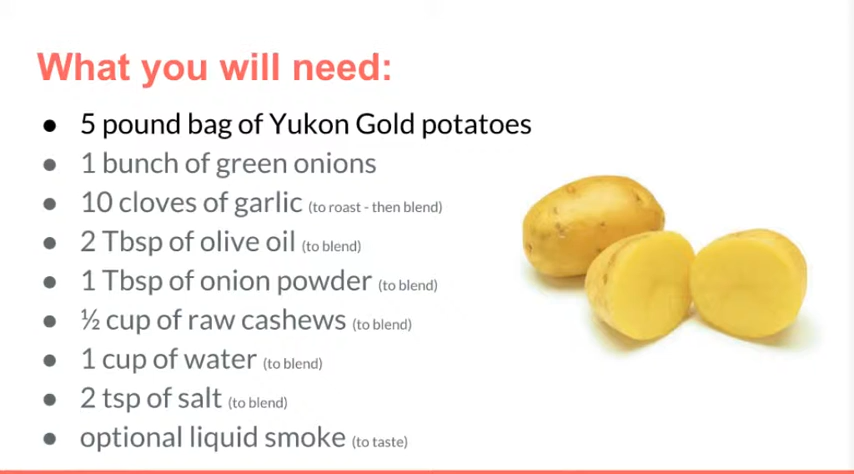 What you will need:
● 5 pound bag of Yukon Gold potatoes
● 1 bunch of green onions
● 10 cloves of garlic (to roast - then blend)
● 2 Tbsp of olive oil (to blend)
● 1 Tbsp of onion powder (to blend)
● ½ cup of raw cashews (to blend)
● 1 cup of water (to blend)
● 2 tsp of salt (to blend)
● optional liquid smoke (to taste)